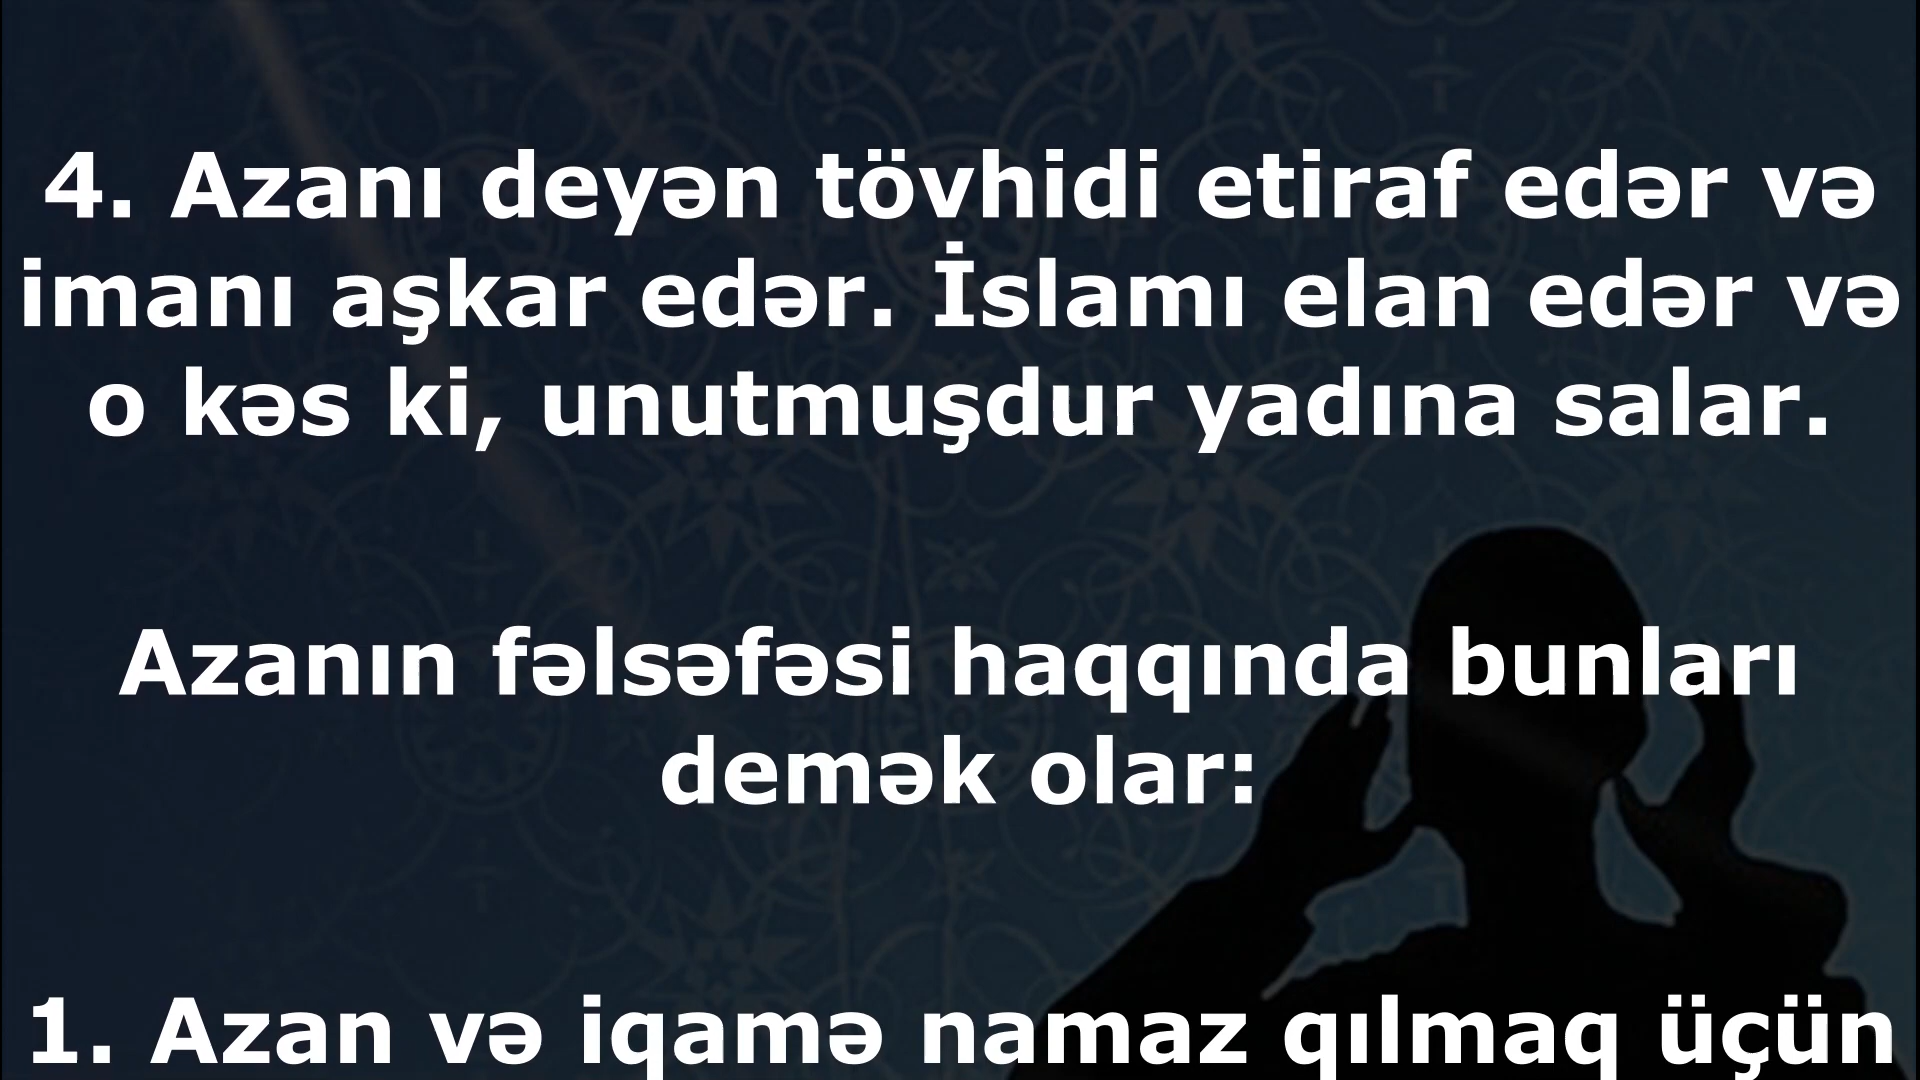 4. Azanı deyən tövhidi etiraf edər və
imanı aşkar edər. İslamı elan edər və
o kəs ki, unutmuşdur yadına salar.
Azanın fəlsəfəsi haqqında bunları
demək olar:
1. Azan və iqamə namaz qılmaq üçün